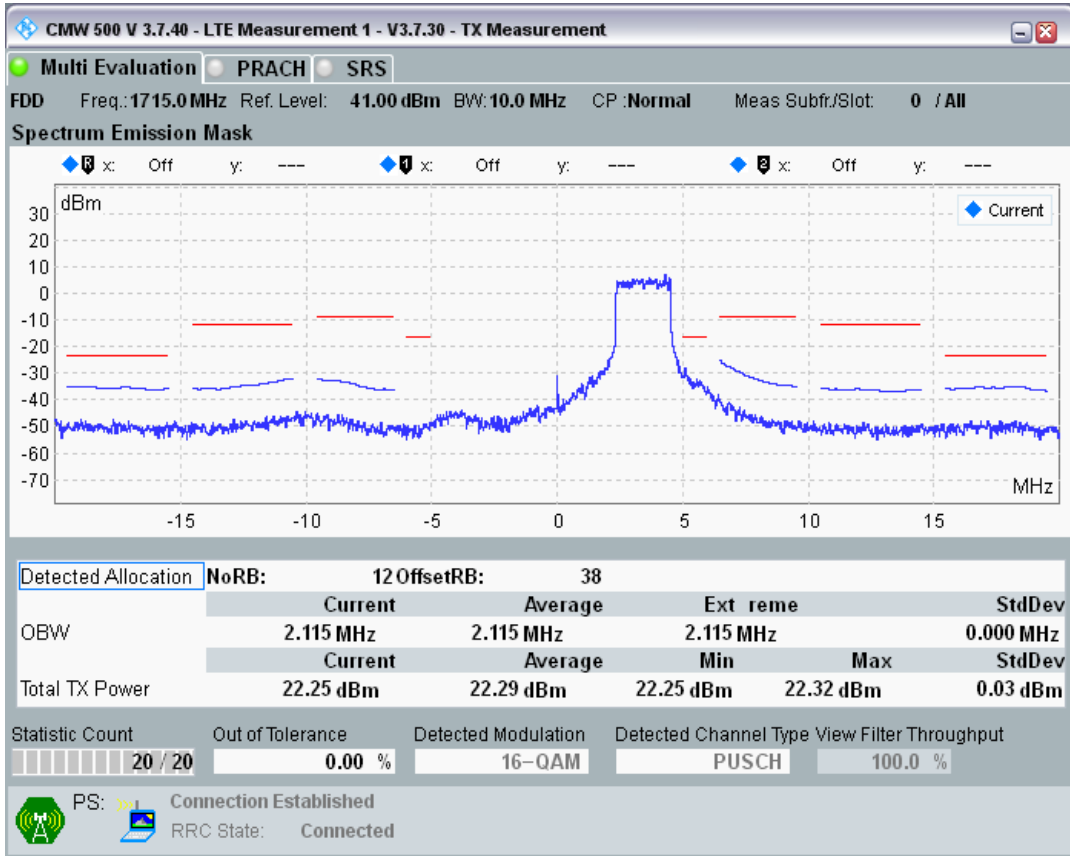 CMW 500 V 3.7.40 - LTE Measurement 1 - V3.7.30 - TX Measurement
Multi Evaluation PRACH SRS
FDD Freq.: 1715.0 MHz Ref. Level: 41.00 dBm BW: 10.0 MHz CP :Normal Meas Subfr./Slot: 0 / All
Spectrum Emission Mask
R x: Off y: --- 1 x: Off y: --- 2 x: Off y: ---
dBm
Current
30
20
10
0
-10
-20
-30
-40
-50
-60
-70
MHz
-15 -10 -5 0 5 10 15
Detected Allocation NoRB: 12 OffsetRB: 38
Current Average Ext reme StdDev
OBW 2.115 MHz 2.115 MHz 2.115 MHz 0.000 MHz
Current Average Min Max StdDev
Total TX Power 22.25 dBm 22.29 dBm 22.25 dBm 22.32 dBm 0.03 dBm
Statistic Count Out of Tolerance Detected Modulation Detected Channel Type View Filter Throughput
20 / 20 0.00 % 16-QAM PUSCH 100.0 %
PS: Connection Established
RRC State: Connected